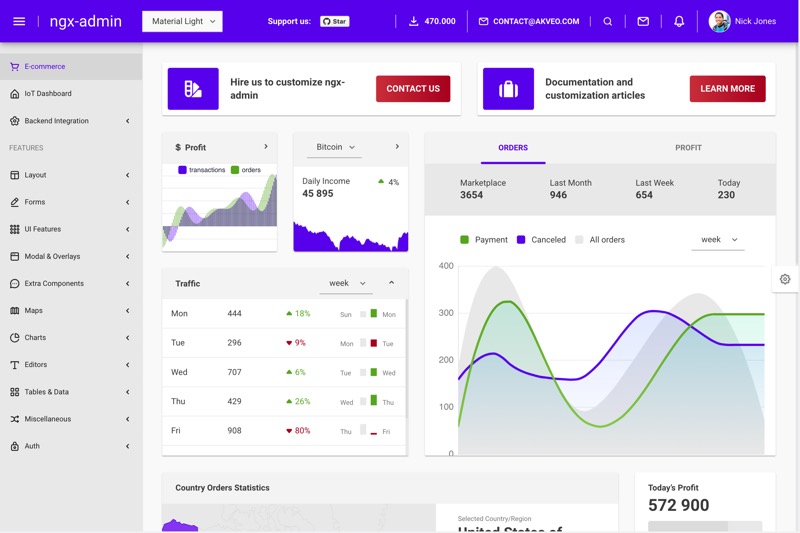 ngx-admin
Material Light
Support us:
Star
470.000
CONTACT@AKVEO.COM
Nick Jones
E-commerce
IoT Dashboard
Backend Integration
FEATURES
Layout
Forms
UI Features
Modal & Overlays
Extra Components
Maps
Charts
Editors
Tables & Data
Miscellaneous
Auth
Hire us to customize ngx-
admin
CONTACT US
Documentation and
customization articles
LEARN MORE
$ Profit
transactions orders
Bitcoin
Daily Income
45 895
4%
ORDERS PROFIT
Marketplace Last Month Last Week Today
3654 946 654 230
Payment Canceled All orders week
400
300
200
100
0
Traffic week
Mon 444 18% Sun Mon
Tue 296 9% Mon Tue
Wed 707 6% Tue Wed
Thu 429 26% Wed Thu
Fri 908 80% Thu Fri
Country Orders Statistics
Selected Country/Region
United States of
Today's Profit
572 900